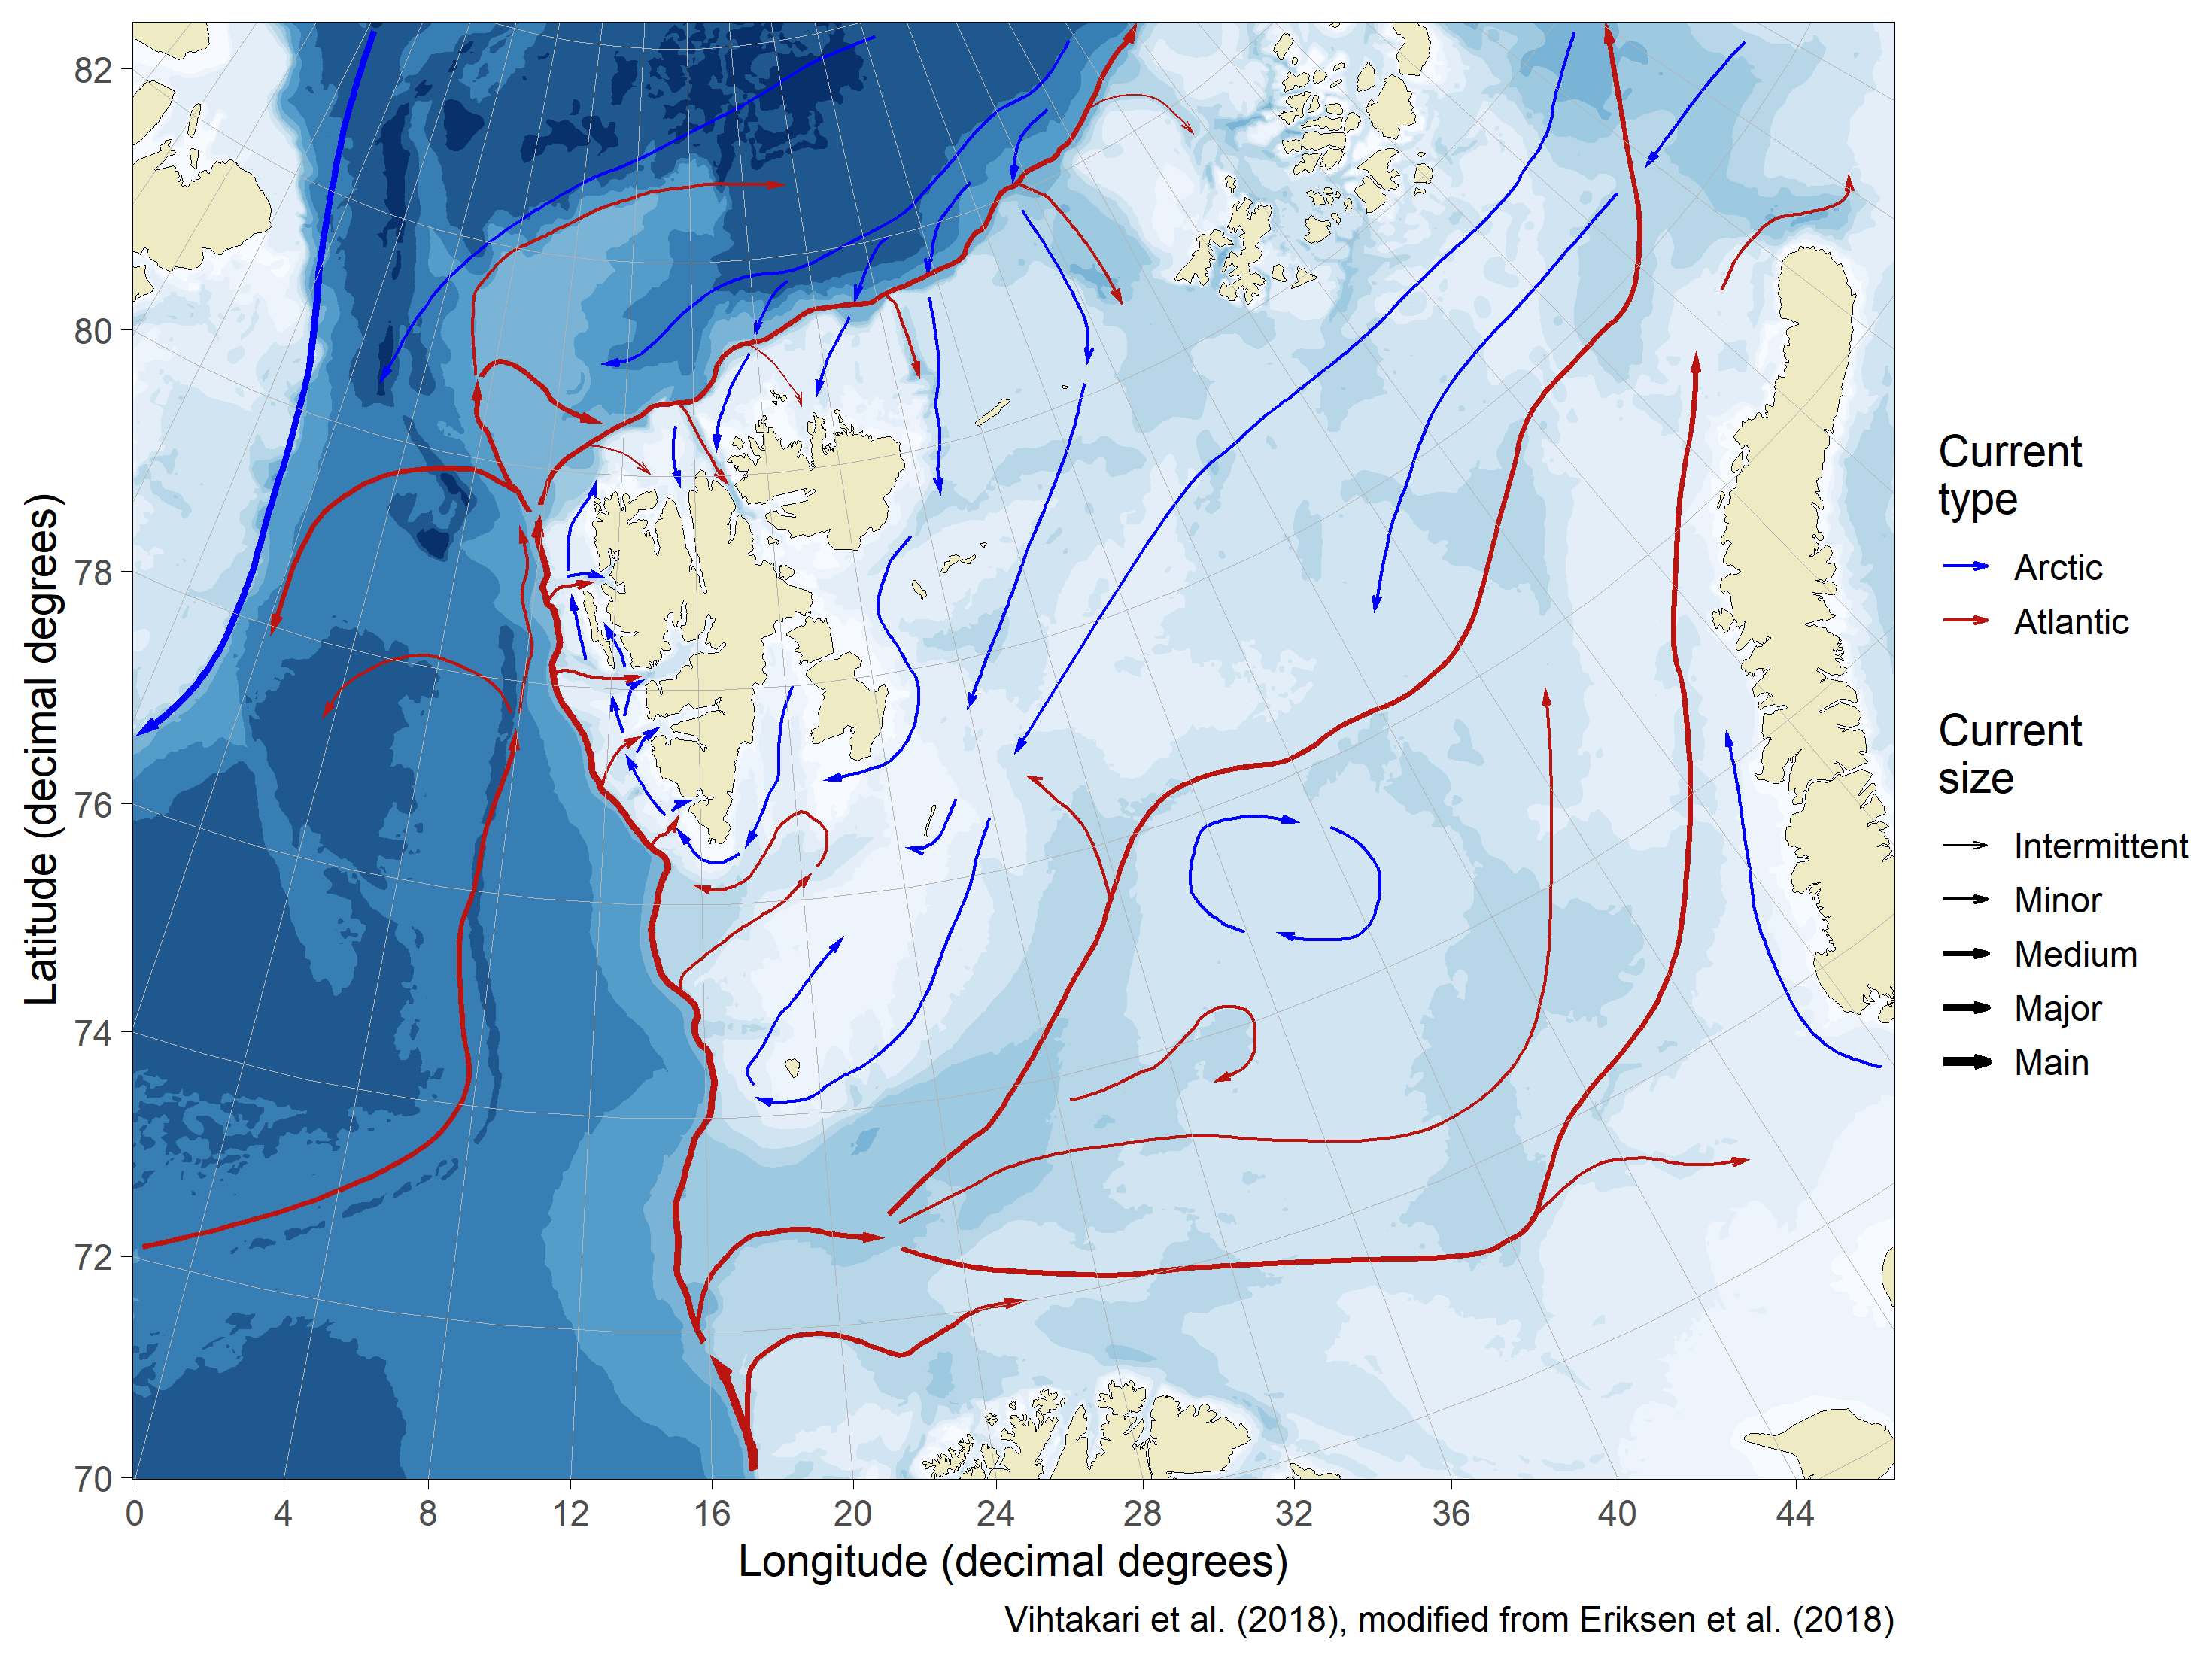 82
80
78
76
74
72
70
Latitude (decimal degrees)
0 4 8 12 16 20 24 28 32 36 40 44
Longitude (decimal degrees)
Vihtakari et al. (2018), modified from Eriksen et al. (2018)
Current
type
Arctic
Atlantic
Current
size
Intermittent
Minor
Medium
Major
Main